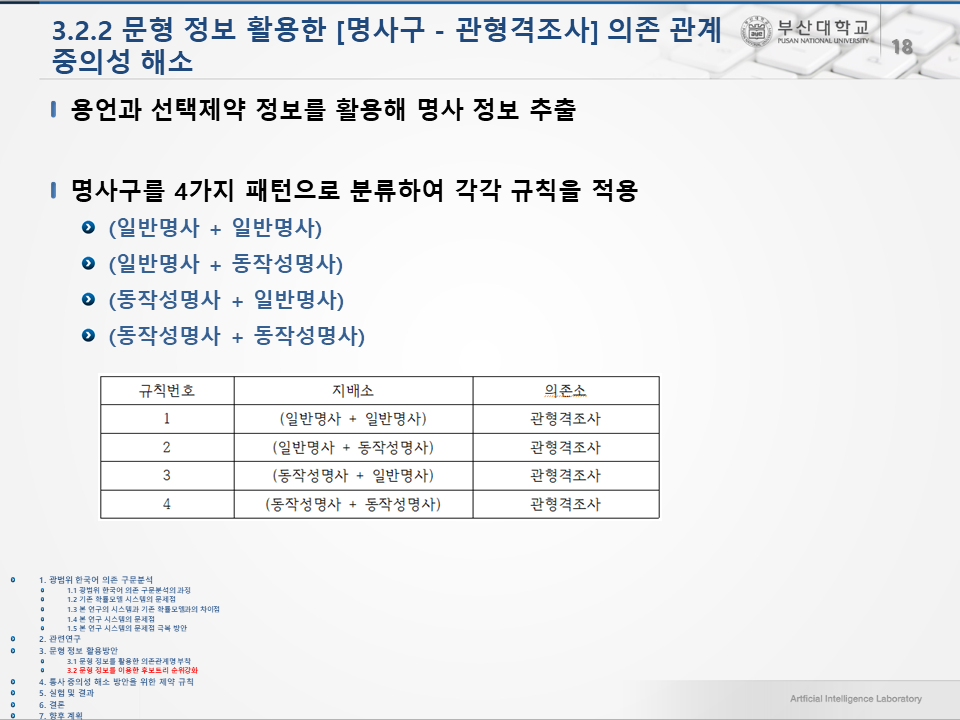 3.2.2 문형 정보 활용한 [명사구 - 관형격조사] 의존 관계
중의성 해소
부산대학교
PUSAN NATIONAL UNIVERSITY
18
용언과 선택제약 정보를 활용해 명사 정보 추출
명사구를 4가지 패턴으로 분류하여 각각 규칙을 적용
(일반명사 + 일반명사)
(일반명사 + 동작성명사)
(동작성명사 + 일반명사)
(동작성명사 + 동작성명사)
규칙번호 지배소 의존소
1 (일반명사 + 일반명사) 관형격조사
2 (일반명사 + 동작성명사) 관형격조사
3 (동작성명사 + 일반명사) 관형격조사
4 (동작성명사 + 동작성명사) 관형격조사
1. 광범위 한국어 의존 구문분석
1.1 광범위 한국어 의존 구문분석의 과정
1.2 기존 확률모델 시스템의 문제점
1.3 본 연구의 시스템과 기존 확률모델과의 차이점
1.4 본 연구 시스템의 문제점
1.5 본 연구 시스템의 문제점 극복 방안
2. 관련연구
3. 문형 정보 활용방안
3.1 문형 정보를 활용한 의존관계명 부착
3.2 문형 정보를 이용한 후보트리 순위강화
4. 통사 중의성 해소 방안을 위한 제약 규칙
5. 실험 및 결과
6. 결론
7. 향후 계획
Artficial Intelligence Laboratory